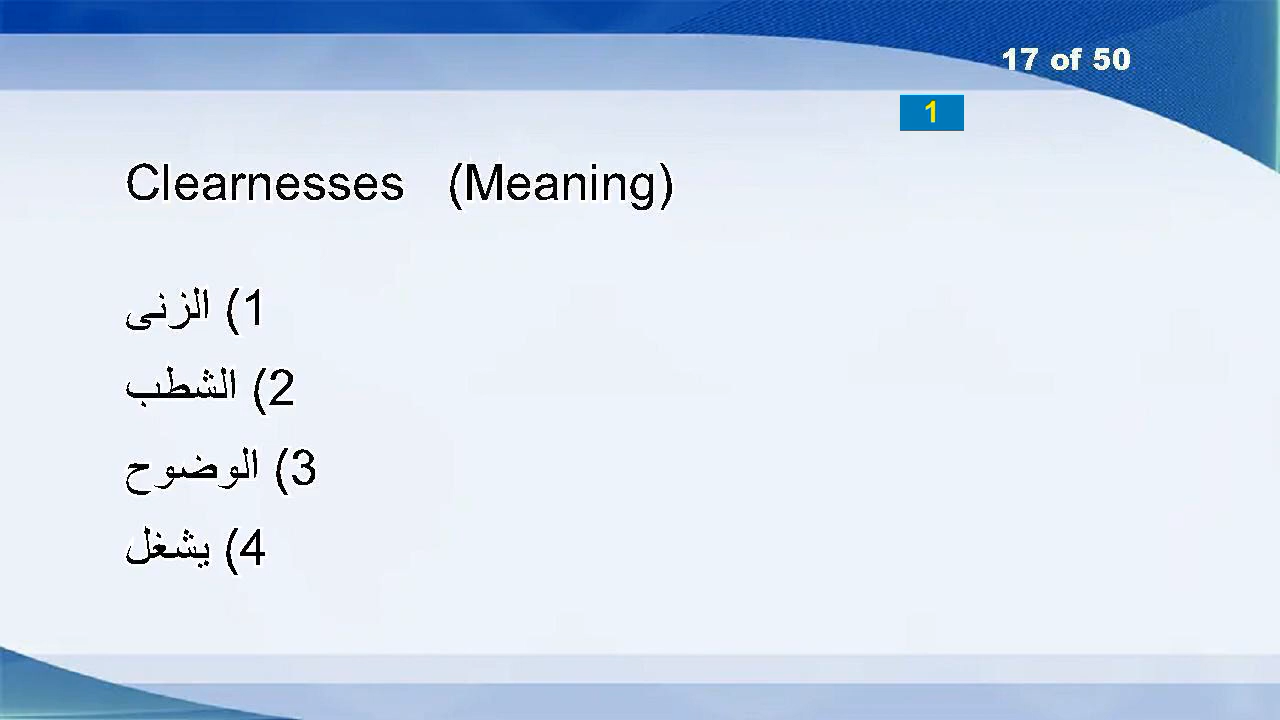 17 of 50
1
Clearnesses (Meaning)
1) الزنى
2) الشطب
3) الوضوح
4) يشغل